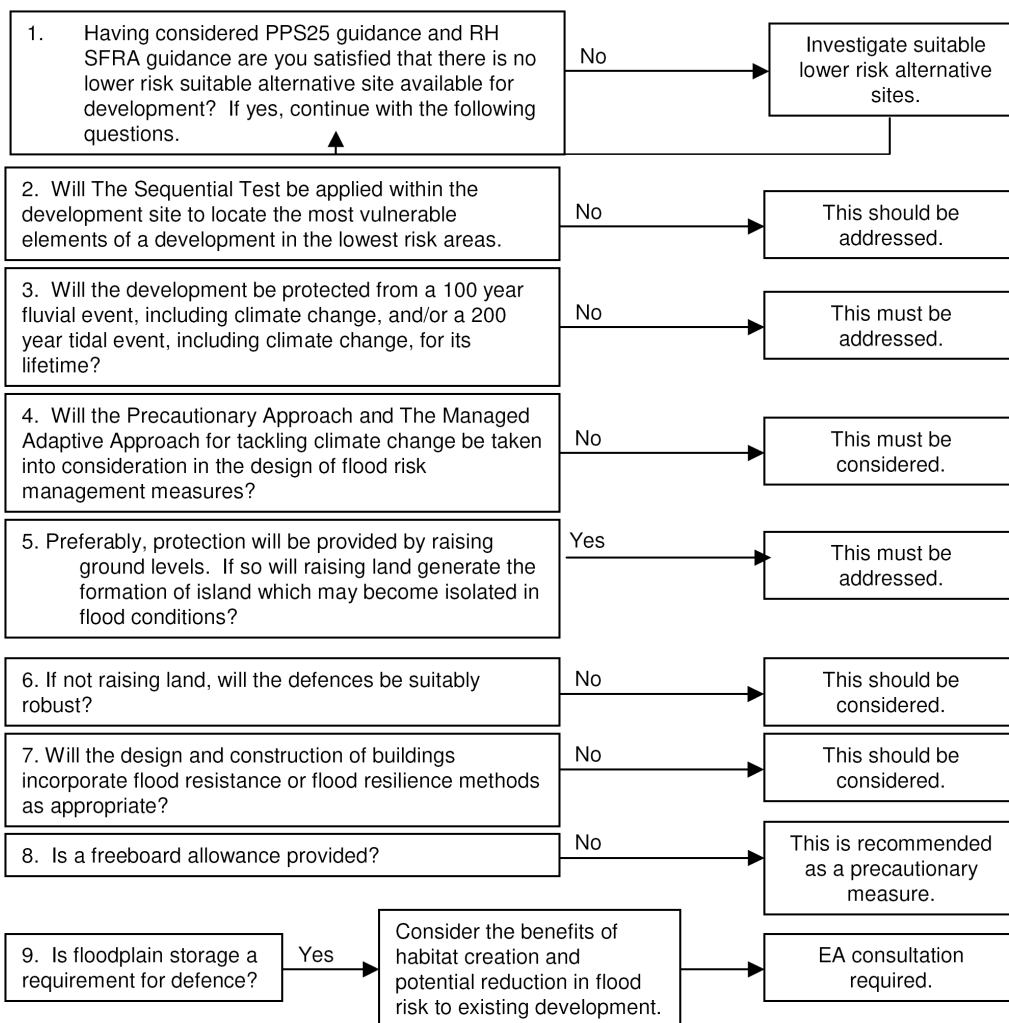 1. Having considered PPS25 guidance and RH
SFRA guidance are you satisfied that there is no
lower risk suitable alternative site available for
development? If yes, continue with the following
questions.
No
Investigate suitable
lower risk alternative
sites.
2. Will The Sequential Test be applied within the
development site to locate the most vulnerable
elements of a development in the lowest risk areas.
No
This should be
addressed.
3. Will the development be protected from a 100 year
fluvial event, including climate change, and/or a 200
year tidal event, including climate change, for its
lifetime?
No
This must be
addressed.
4. Will the Precautionary Approach and The Managed
Adaptive Approach for tackling climate change be taken
into consideration in the design of flood risk
management measures?
No
This must be
considered.
5. Preferably, protection will be provided by raising
ground levels. If so will raising land generate the
formation of island which may become isolated in
flood conditions?
Yes
This must be
addressed.
6. If not raising land, will the defences be suitably
robust?
No
This should be
considered.
7. Will the design and construction of buildings
incorporate flood resistance or flood resilience methods
as appropriate?
No
This should be
considered.
8. Is a freeboard allowance provided?
No
This is recommended
as a precautionary
measure.
9. Is floodplain storage a
requirement for defence?
Yes
Consider the benefits of
habitat creation and
potential reduction in flood
risk to existing development.
EA consultation
required.